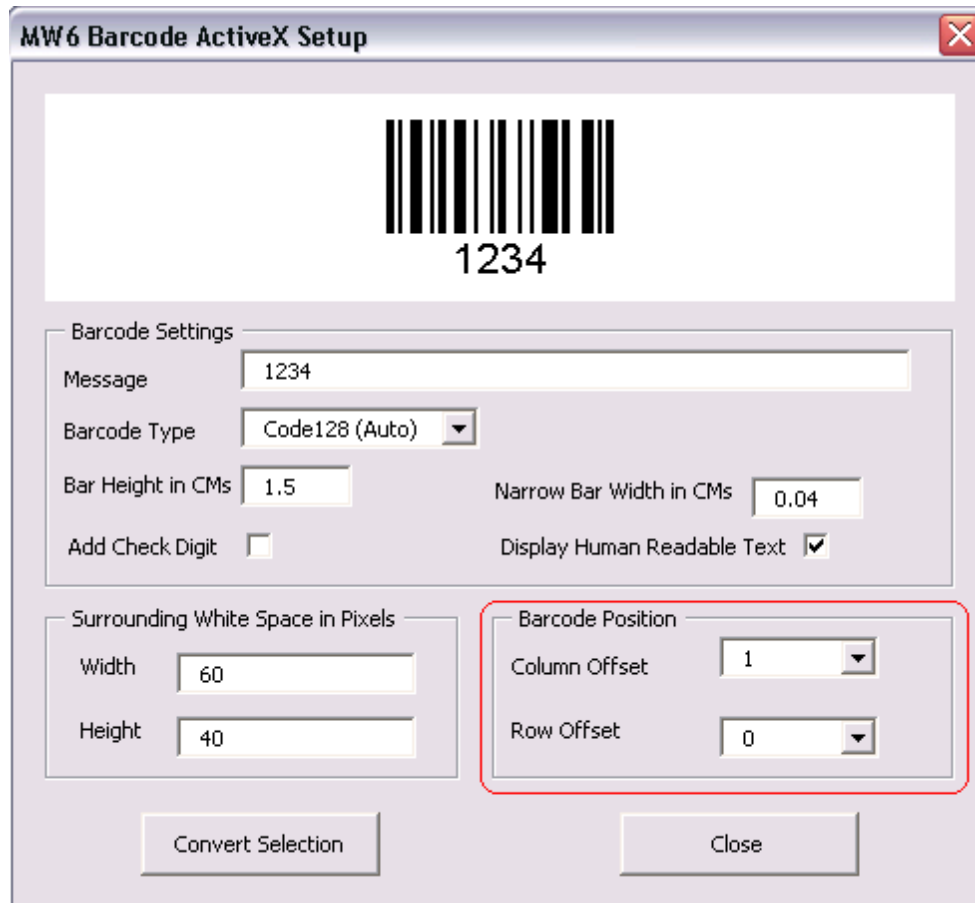 MW6 Barcode ActiveX Setup
1234
Barcode Settings
Message 1234
Barcode Type Code128 (Auto)
Bar Height in CMs 1.5 Narrow Bar Width in CMs 0.04
Add Check Digit Display Human Readable Text
Surrounding White Space in Pixels
Width 60
Height 40
Barcode Position
Column Offset 1
Row Offset 0
Convert Selection Close